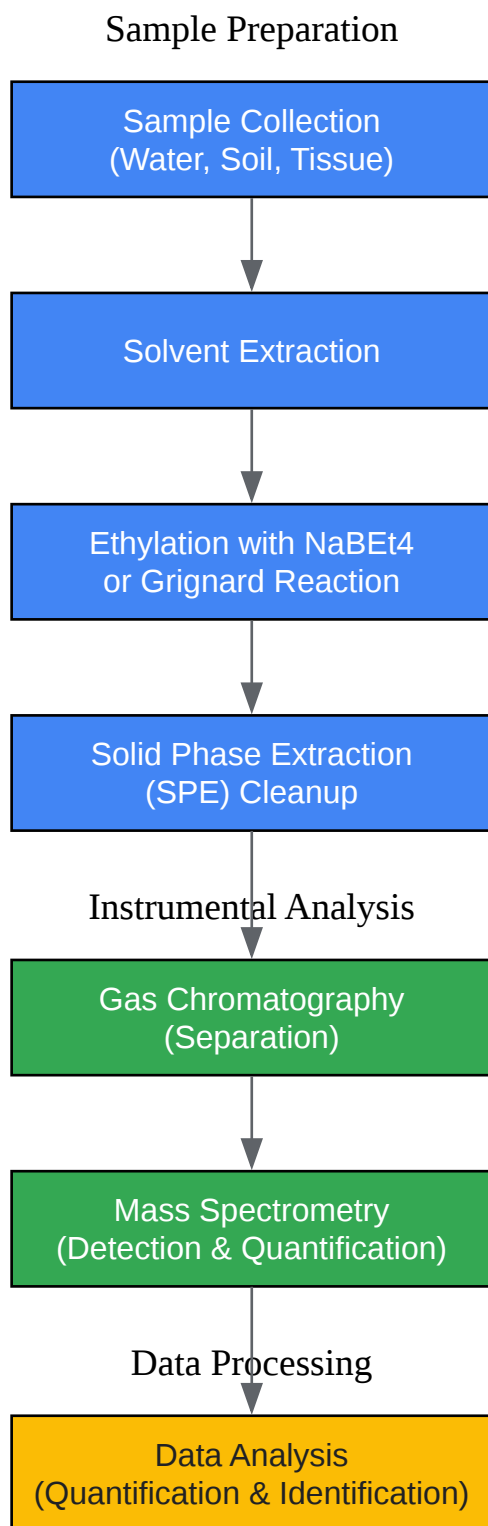 Sample Preparation
Sample Collection
(Water, Soil, Tissue)
Solvent Extraction
Ethylation with NaBEt4
or Grignard Reaction
Solid Phase Extraction
(SPE) Cleanup
Instrumental Analysis
Gas Chromatography
(Separation)
Mass Spectrometry
(Detection & Quantification)
Data Processing
Data Analysis
(Quantification & Identification)